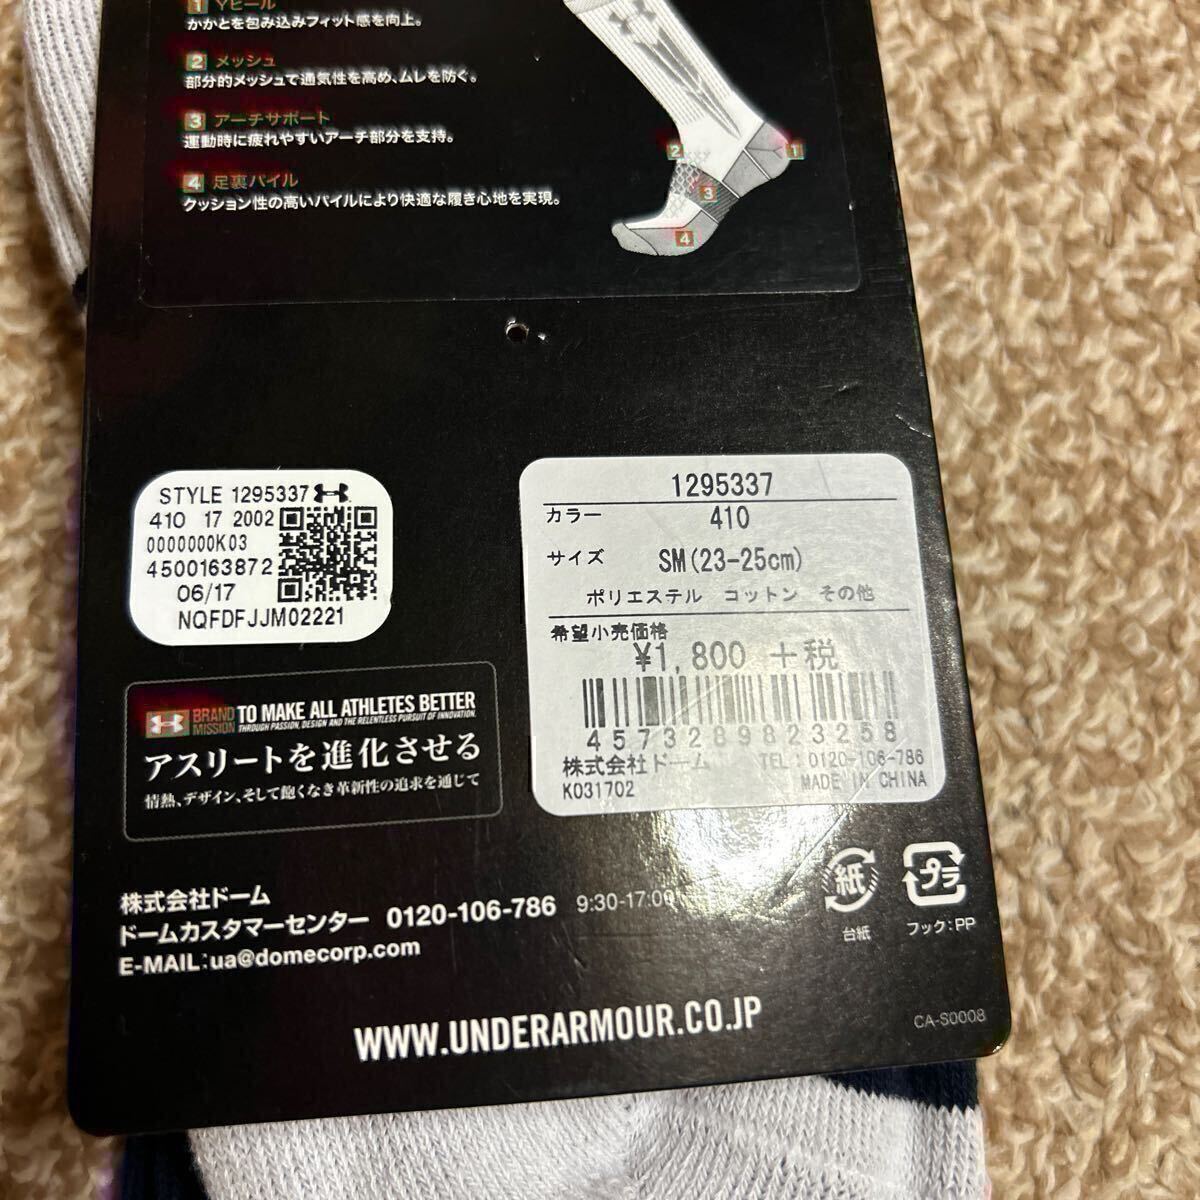 1 Yヒール
かかとを包み込みフィット感を向上。
2 メッシュ
部分的メッシュで通気性を高め、ムレを防ぐ。
3 アーチサポート
運動時に疲れやすいアーチ部分を支持。
4 足裏パイル
クッション性の高いパイルにより快適な履き心地を実現。
2
1
3
4
STYLE 1295337
410 17 2002
0000000K03
4500163872
06/17
NQFDFJJM02221
1295337
カラー 410
サイズ SM(23-25cm)
ポリエステル コットン その他
希望小売価格
¥1,800 +税
4573289823258
株式会社ドーム TEL:0120-106-786
K031702 MADE IN CHINA
BRAND MISSION TO MAKE ALL ATHLETES BETTER
THROUGH PASSION, DESIGN AND THE RELENTLESS PURSUIT OF INNOVATION.
アスリートを進化させる
情熱、デザイン、そして飽くなき革新性の追求を通じて
株式会社ドーム
ドームカスタマーセンター 0120-106-786 9:30-17:00
E-MAIL:ua@domecorp.com
紙
台紙
プラ
フック:PP
WWW.UNDERARMOUR.CO.JP
CA-S0008